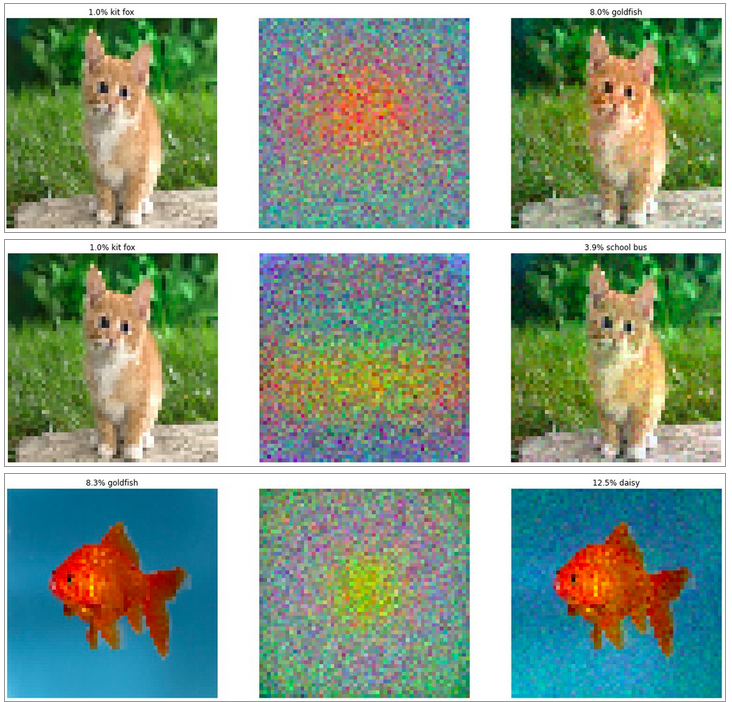 1.0% kit fox
8.0% goldfish
1.0% kit fox
3.9% school bus
8.3% goldfish
12.5% daisy